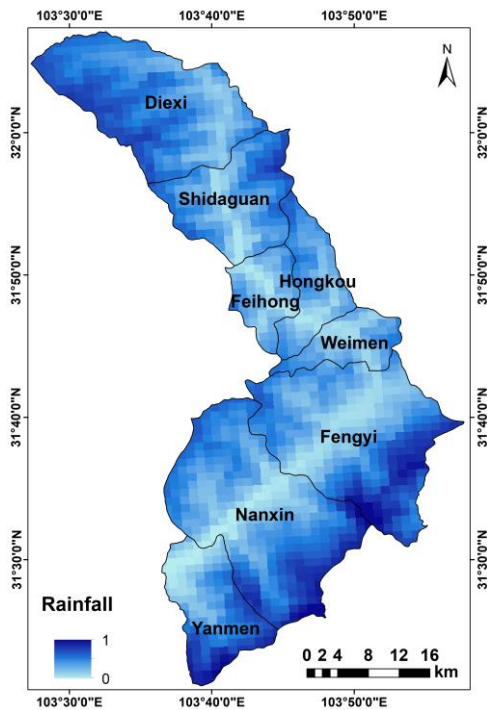 103°30'0"E 103°40'0"E 103°50'0"E
N
32°0'0"N 32°0'0"N
31°50'0"N 31°50'0"N
31°40'0"N 31°40'0"N
31°30'0"N 31°30'0"N
Diexi
Shidaguan
Hongkou
Feihong
Weimen
Fengyi
Nanxin
Yanmen
Rainfall
1
0
0 2 4 8 12 16
km
103°30'0"E 103°40'0"E 103°50'0"E